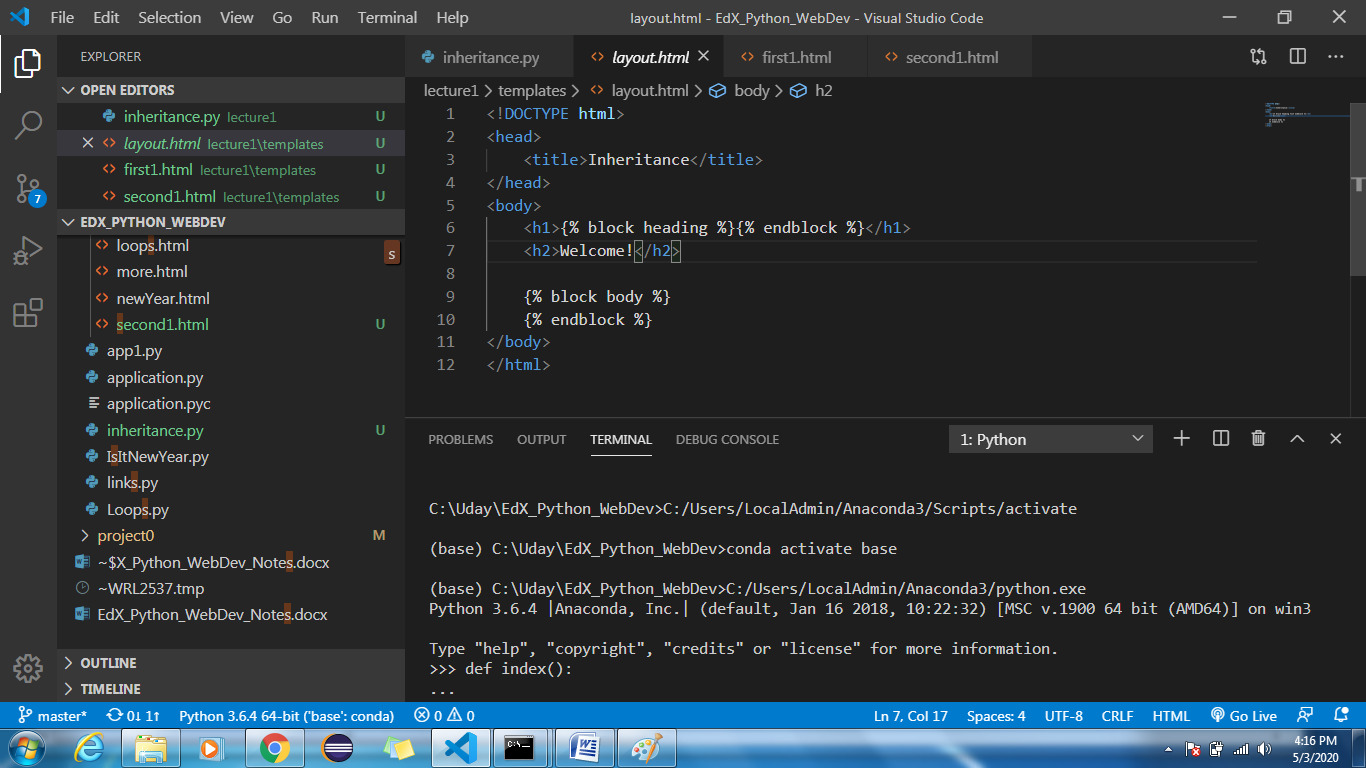 File Edit Selection View Go Run Terminal Help layout.html - EdX_Python_WebDev - Visual Studio Code
EXPLORER
OPEN EDITORS
inheritance.py lecture1 U
layout.html lecture1\templates U
first1.html lecture1\templates U
second1.html lecture1\templates U
EDX_PYTHON_WEBDEV
loops.html
s
more.html
newYear.html
second1.html U
app1.py
application.py
application.pyc
inheritance.py U
IsItNewYear.py
links.py
Loops.py
project0 M
~$X_Python_WebDev_Notes.docx
~WRL2537.tmp
EdX_Python_WebDev_Notes.docx
OUTLINE
TIMELINE
7
inheritance.py layout.html first1.html second1.html
lecture1 > templates > layout.html > body > h2
1 <!DOCTYPE html>
2 <head>
3 <title>Inheritance</title>
4 </head>
5 <body>
6 <h1>{% block heading %}{% endblock %}</h1>
7 <h2>Welcome!</h2>
8
9 {% block body %}
10 {% endblock %}
11 </body>
12 </html>
PROBLEMS OUTPUT TERMINAL DEBUG CONSOLE 1: Python
C:\Uday\EdX_Python_WebDev>C:/Users/LocalAdmin/Anaconda3/Scripts/activate
(base) C:\Uday\EdX_Python_WebDev>conda activate base
(base) C:\Uday\EdX_Python_WebDev>C:/Users/LocalAdmin/Anaconda3/python.exe
Python 3.6.4 |Anaconda, Inc.| (default, Jan 16 2018, 10:22:32) [MSC v.1900 64 bit (AMD64)] on win3
Type "help", "copyright", "credits" or "license" for more information.
>>> def index():
...
master* 0↓ 1↑ Python 3.6.4 64-bit ('base': conda) 0 0 Ln 7, Col 17 Spaces: 4 UTF-8 CRLF HTML Go Live
4:16 PM
5/3/2020